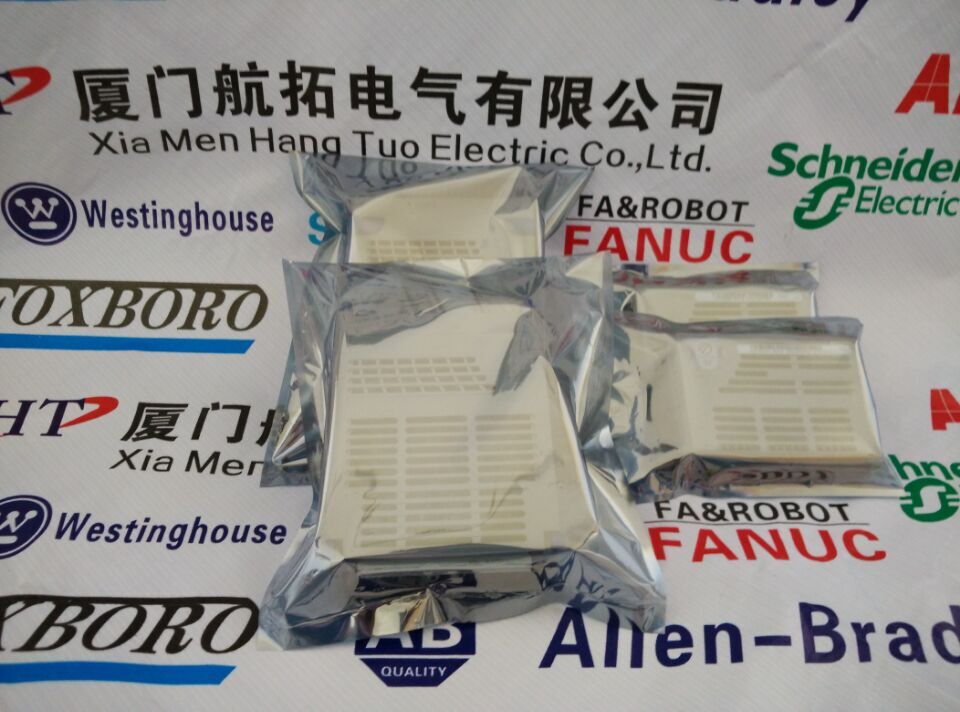 厦门航拓电气有限公司
Xia Men Hang Tuo Electric Co.,Ltd.
Schneider
Electric
Westinghouse
FA&ROBOT
FANUC
FOXBORO
HT
厦门
Xia Men
Westinghouse
FA&ROBOT
FANUC
AB
QUALITY
Allen-Brad